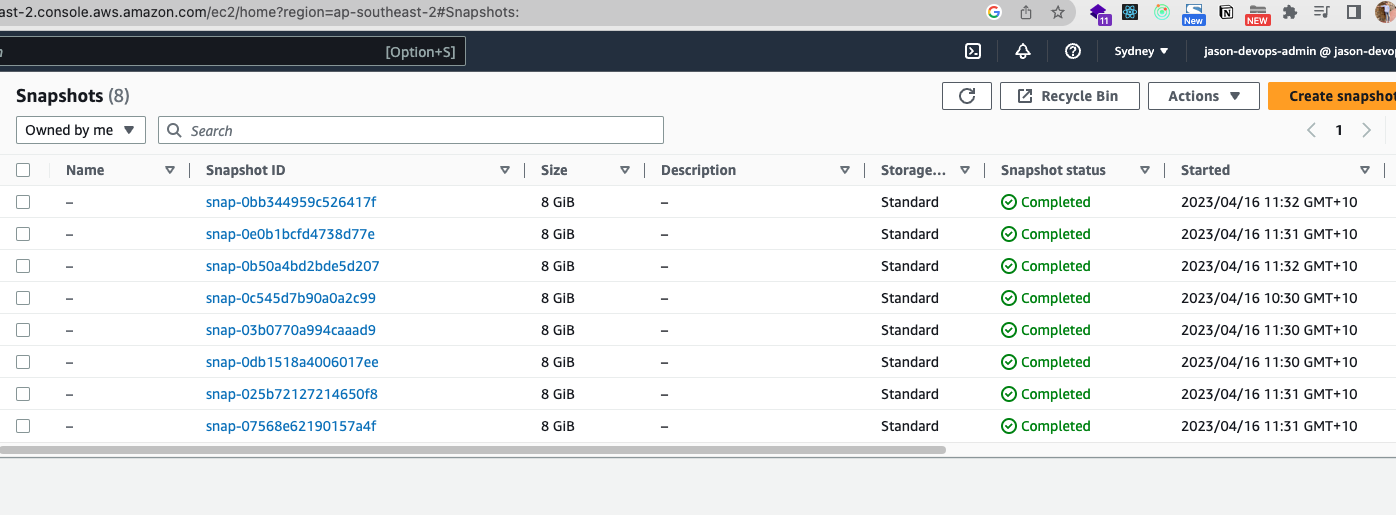 ast-2.console.aws.amazon.com/ec2/home?region=ap-southeast-2#Snapshots:
11
New
NEW
[Option+S]
Sydney ▼
jason-devops-admin @ jason-devop
Snapshots (8)
Recycle Bin
Actions ▼
Create snapshot
Owned by me ▼
Search
1
Name Snapshot ID Size Description Storage... Snapshot status Started
– snap-0bb344959c526417f 8 GiB – Standard Completed 2023/04/16 11:32 GMT+10
– snap-0e0b1bcfd4738d77e 8 GiB – Standard Completed 2023/04/16 11:31 GMT+10
– snap-0b50a4bd2bde5d207 8 GiB – Standard Completed 2023/04/16 11:32 GMT+10
– snap-0c545d7b90a0a2c99 8 GiB – Standard Completed 2023/04/16 10:30 GMT+10
– snap-03b0770a994caaad9 8 GiB – Standard Completed 2023/04/16 11:30 GMT+10
– snap-0db1518a4006017ee 8 GiB – Standard Completed 2023/04/16 11:30 GMT+10
– snap-025b72127214650f8 8 GiB – Standard Completed 2023/04/16 11:31 GMT+10
– snap-07568e62190157a4f 8 GiB – Standard Completed 2023/04/16 11:31 GMT+10